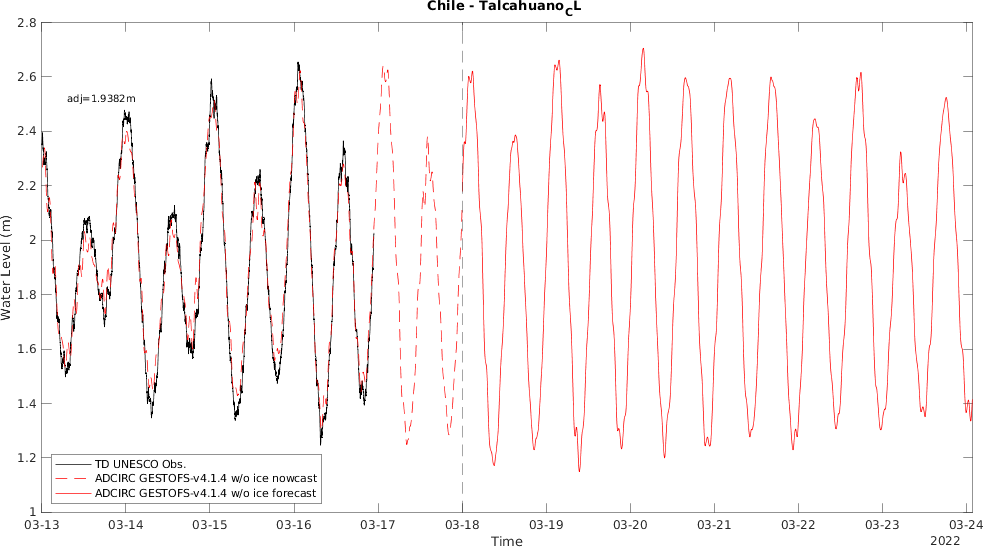 Chile - Talcahuano_CL
2.8
2.6
2.4
2.2
2
1.8
1.6
1.4
1.2
1
Water Level (m)
adj=1.9382m
TD UNESCO Obs.
ADCIRC GESTOFS-v4.1.4 w/o ice nowcast
ADCIRC GESTOFS-v4.1.4 w/o ice forecast
03-13 03-14 03-15 03-16 03-17 03-18 03-19 03-20 03-21 03-22 03-23 03-24
Time
2022